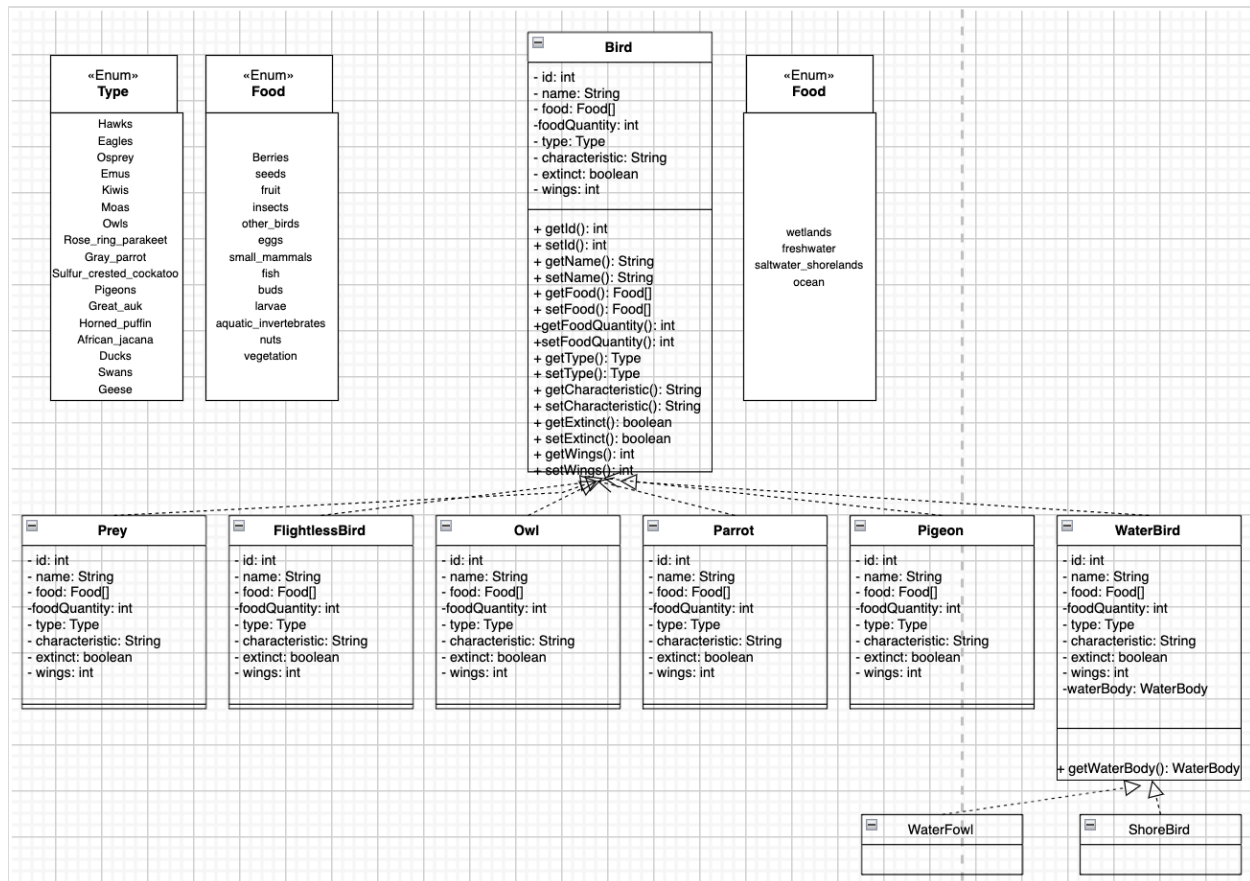 «Enum»
Type
Hawks
Eagles
Osprey
Emus
Kiwis
Moas
Owls
Rose_ring_parakeet
Gray_parrot
Sulfur_crested_cockatoo
Pigeons
Great_auk
Horned_puffin
African_jacana
Ducks
Swans
Geese
«Enum»
Food
Berries
seeds
fruit
insects
other_birds
eggs
small_mammals
fish
buds
larvae
aquatic_invertebrates
nuts
vegetation
Bird
- id: int
- name: String
- food: Food[]
-foodQuantity: int
- type: Type
- characteristic: String
- extinct: boolean
- wings: int
+ getId(): int
+ setId(): int
+ getName(): String
+ setName(): String
+ getFood(): Food[]
+ setFood(): Food[]
+getFoodQuantity(): int
+setFoodQuantity(): int
+ getType(): Type
+ setType(): Type
+ getCharacteristic(): String
+ setCharacteristic(): String
+ getExtinct(): boolean
+ setExtinct(): boolean
+ getWings(): int
+ setWings(): int
«Enum»
Food
wetlands
freshwater
saltwater_shorelands
ocean
Prey
- id: int
- name: String
- food: Food[]
-foodQuantity: int
- type: Type
- characteristic: String
- extinct: boolean
- wings: int
FlightlessBird
- id: int
- name: String
- food: Food[]
-foodQuantity: int
- type: Type
- characteristic: String
- extinct: boolean
- wings: int
Owl
- id: int
- name: String
- food: Food[]
-foodQuantity: int
- type: Type
- characteristic: String
- extinct: boolean
- wings: int
Parrot
- id: int
- name: String
- food: Food[]
-foodQuantity: int
- type: Type
- characteristic: String
- extinct: boolean
- wings: int
Pigeon
- id: int
- name: String
- food: Food[]
-foodQuantity: int
- type: Type
- characteristic: String
- extinct: boolean
- wings: int
WaterBird
- id: int
- name: String
- food: Food[]
-foodQuantity: int
- type: Type
- characteristic: String
- extinct: boolean
- wings: int
-waterBody: WaterBody
+ getWaterBody(): WaterBody
WaterFowl
ShoreBird